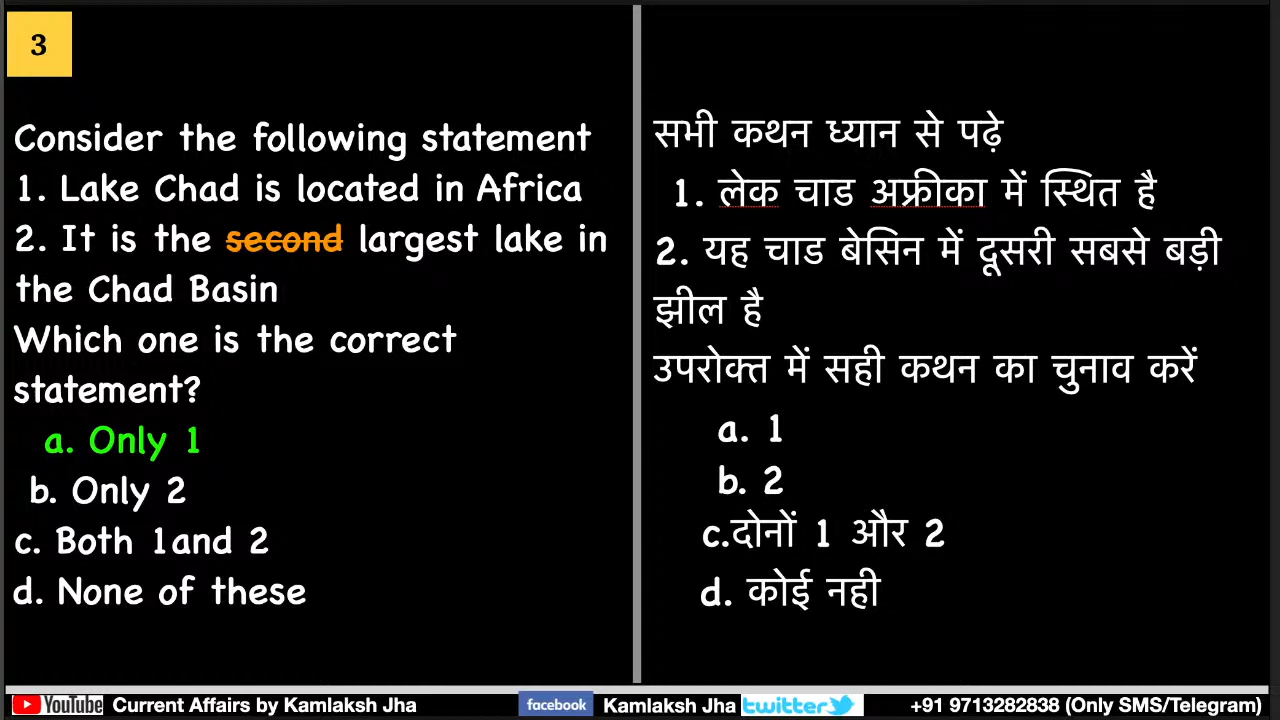 3
Consider the following statement
1. Lake Chad is located in Africa
2. It is the second largest lake in
the Chad Basin
Which one is the correct
statement?
a. Only 1
b. Only 2
c. Both 1and 2
d. None of these
सभी कथन ध्यान से पढ़े
1. लेक चाड अफ्रीका में स्थित है
2. यह चाड बेसिन में दूसरी सबसे बड़ी
झील है
उपरोक्त में सही कथन का चुनाव करें
a. 1
b. 2
c.दोनों 1 और 2
d. कोई नही
YouTube Current Affairs by Kamlaksh Jha facebook Kamlaksh Jha twitter +91 9713282838 (Only SMS/Telegram)